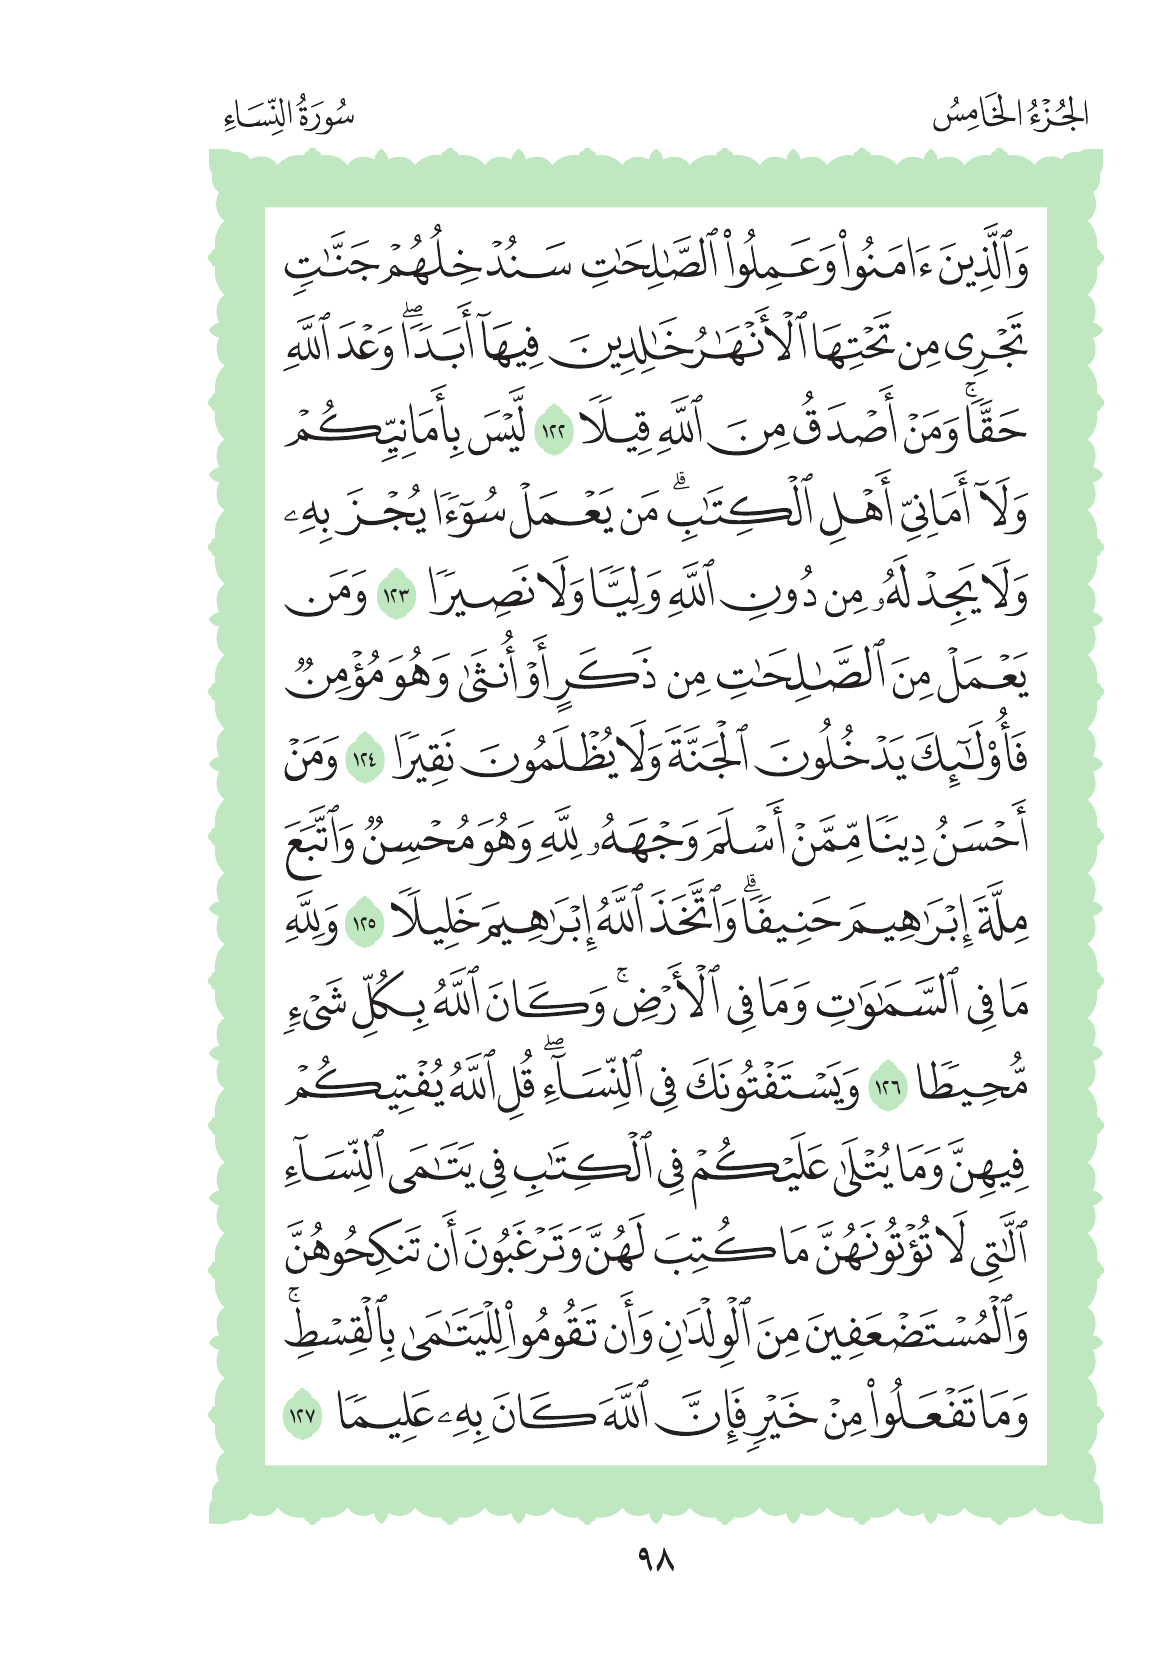 الجُزْءُ الخَامِسُ
سُورَةُ النِّسَاءِ
وَٱلَّذِينَ ءَامَنُوا۟ وَعَمِلُوا۟ ٱلصَّـٰلِحَـٰتِ سَنُدْخِلُهُمْ جَنَّـٰتٍ
تَجْرِى مِن تَحْتِهَا ٱلْأَنْهَـٰرُ خَـٰلِدِينَ فِيهَآ أَبَدًا ۖ وَعْدَ ٱللَّهِ
حَقًّا ۚ وَمَنْ أَصْدَقُ مِنَ ٱللَّهِ قِيلًا ١٢٢ لَّيْسَ بِأَمَانِيِّكُمْ
وَلَآ أَمَانِىِّ أَهْلِ ٱلْكِتَـٰبِ ۗ مَن يَعْمَلْ سُوٓءًا يُجْزَ بِهِۦ
وَلَا يَجِدْ لَهُۥ مِن دُونِ ٱللَّهِ وَلِيًّا وَلَا نَصِيرًا ١٢٣ وَمَن
يَعْمَلْ مِنَ ٱلصَّـٰلِحَـٰتِ مِن ذَكَرٍ أَوْ أُنثَىٰ وَهُوَ مُؤْمِنٌ
فَأُو۟لَـٰٓئِكَ يَدْخُلُونَ ٱلْجَنَّةَ وَلَا يُظْلَمُونَ نَقِيرًا ١٢٤ وَمَنْ
أَحْسَنُ دِينًا مِّمَّنْ أَسْلَمَ وَجْهَهُۥ لِلَّهِ وَهُوَ مُحْسِنٌ وَٱتَّبَعَ
مِلَّةَ إِبْرَٰهِيمَ حَنِيفًا ۗ وَٱتَّخَذَ ٱللَّهُ إِبْرَٰهِيمَ خَلِيلًا ١٢٥ وَلِلَّهِ
مَا فِى ٱلسَّمَـٰوَٰتِ وَمَا فِى ٱلْأَرْضِ ۚ وَكَانَ ٱللَّهُ بِكُلِّ شَىْءٍ
مُّحِيطًا ١٢٦ وَيَسْتَفْتُونَكَ فِى ٱلنِّسَآءِ ۖ قُلِ ٱللَّهُ يُفْتِيكُمْ
فِيهِنَّ وَمَا يُتْلَىٰ عَلَيْكُمْ فِى ٱلْكِتَـٰبِ فِى يَتَـٰمَى ٱلنِّسَآءِ
ٱلَّـٰتِى لَا تُؤْتُونَهُنَّ مَا كُتِبَ لَهُنَّ وَتَرْغَبُونَ أَن تَنكِحُوهُنَّ
وَٱلْمُسْتَضْعَفِينَ مِنَ ٱلْوِلْدَٰنِ وَأَن تَقُومُوا۟ لِلْيَتَـٰمَىٰ بِٱلْقِسْطِ ۚ
وَمَا تَفْعَلُوا۟ مِنْ خَيْرٍ فَإِنَّ ٱللَّهَ كَانَ بِهِۦ عَلِيمًا ١٢٧
٩٨